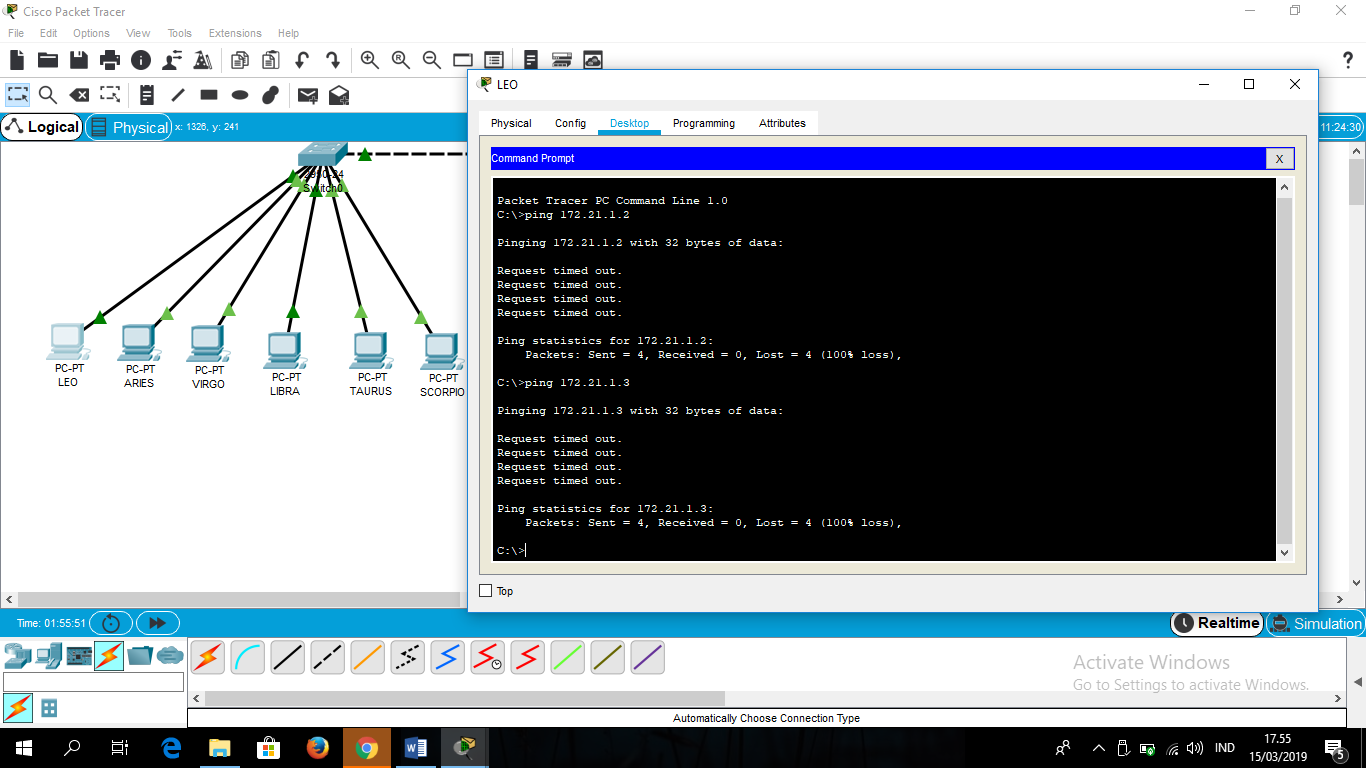 Cisco Packet Tracer
File Edit Options View Tools Extensions Help
LEO
Logical Physical x: 1326, y: 241 11:24:30
Physical Config Desktop Programming Attributes
Command Prompt X
Packet Tracer PC Command Line 1.0
C:\>ping 172.21.1.2
Pinging 172.21.1.2 with 32 bytes of data:
Request timed out.
Request timed out.
Request timed out.
Request timed out.
Ping statistics for 172.21.1.2:
Packets: Sent = 4, Received = 0, Lost = 4 (100% loss),
C:\>ping 172.21.1.3
Pinging 172.21.1.3 with 32 bytes of data:
Request timed out.
Request timed out.
Request timed out.
Request timed out.
Ping statistics for 172.21.1.3:
Packets: Sent = 4, Received = 0, Lost = 4 (100% loss),
C:\>
Top
Switch0
PC-PT
LEO
PC-PT
ARIES
PC-PT
VIRGO
PC-PT
LIBRA
PC-PT
TAURUS
PC-PT
SCORPIO
Time: 01:55:51 Realtime Simulation
Activate Windows
Go to Settings to activate Windows.
Automatically Choose Connection Type
IND
17.55
15/03/2019
5